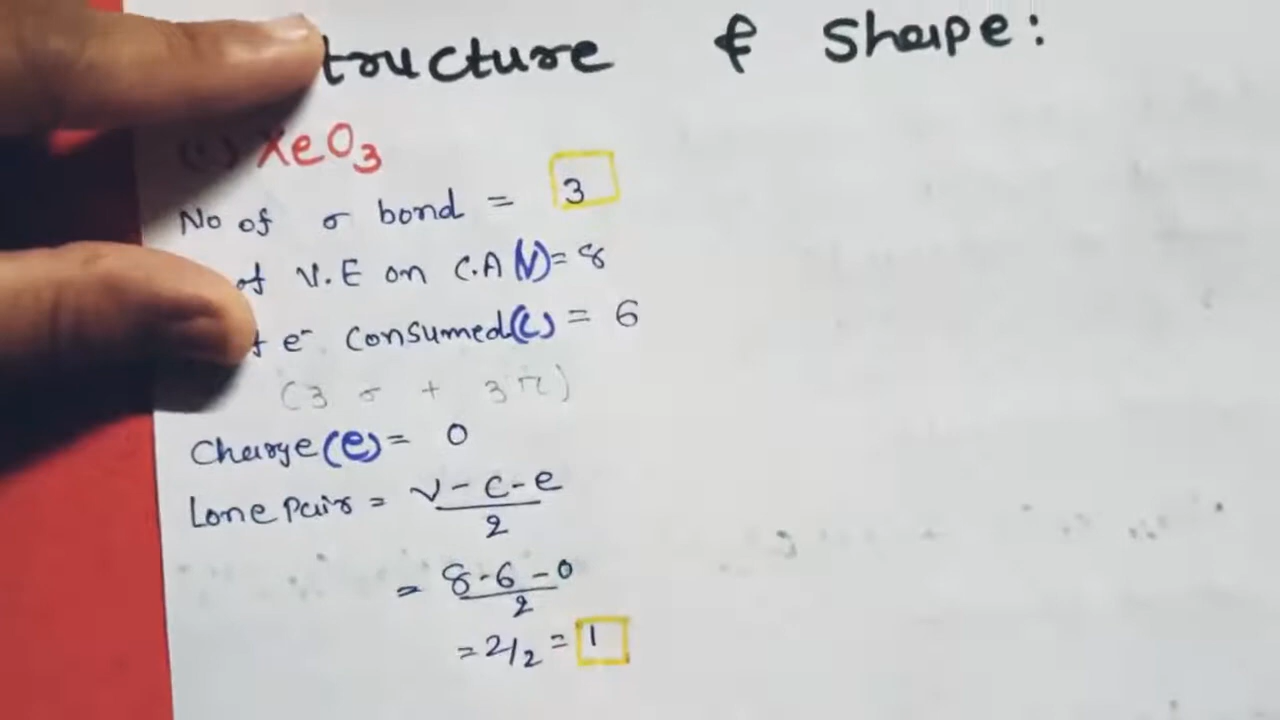 tructure & Shape:
(i) XeO3
No of σ bond = 3
of V.E on C.A (V)= 8
e⁻ consumed(c) = 6
(3 σ + 3π)
Charge(e)= 0
Lone Pair = V-c-e/2
= 8-6-0/2
=2/2 = 1